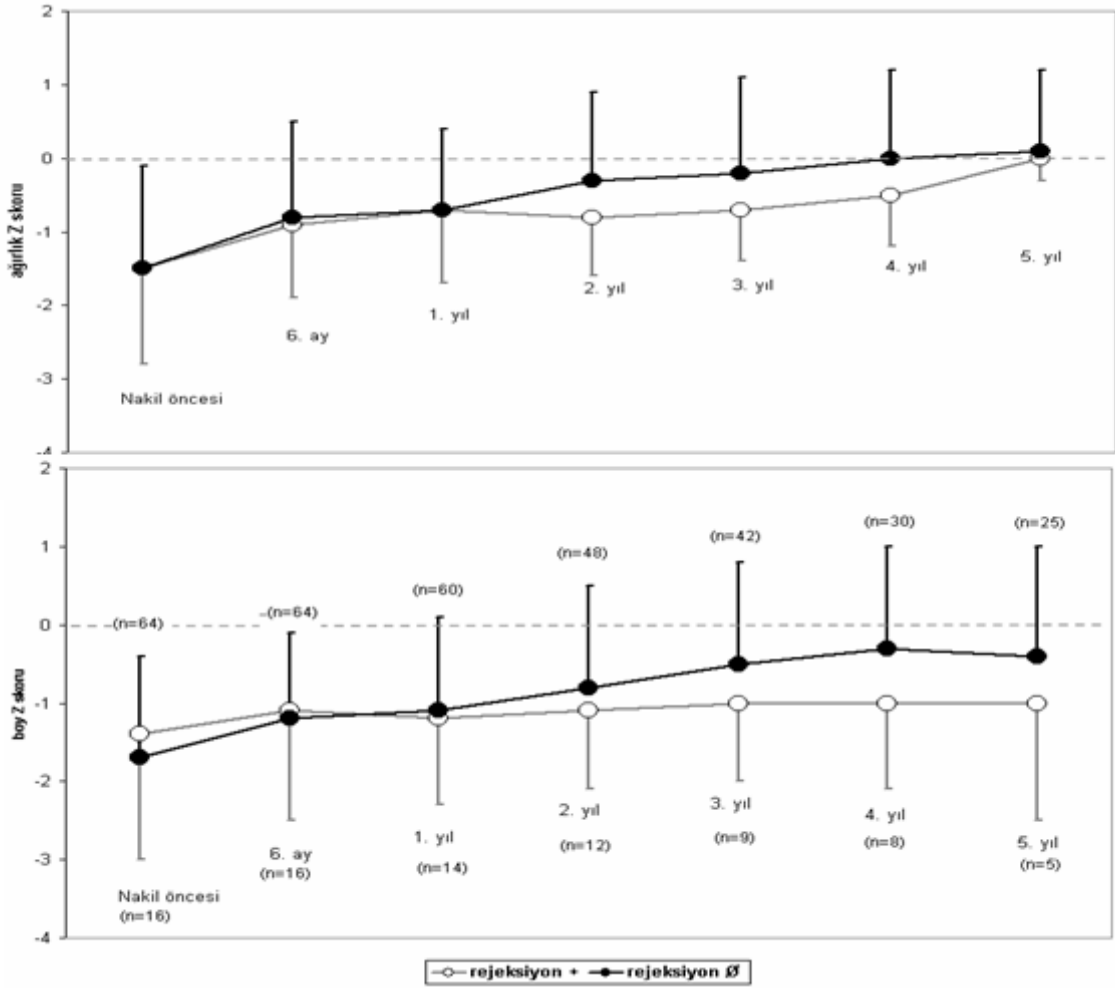 2
1
0
-1
-2
-3
-4
ağırlık Z skoru
Nakil öncesi
6. ay
1. yıl
2. yıl
3. yıl
4. yıl
5. yıl
2
1
0
-1
-2
-3
-4
boy Z skoru
(n=64)
(n=64)
(n=60)
(n=48)
(n=42)
(n=30)
(n=25)
Nakil öncesi
(n=16)
6. ay
(n=16)
1. yıl
(n=14)
2. yıl
(n=12)
3. yıl
(n=9)
4. yıl
(n=8)
5. yıl
(n=5)
rejeksiyon + rejeksiyon Ø